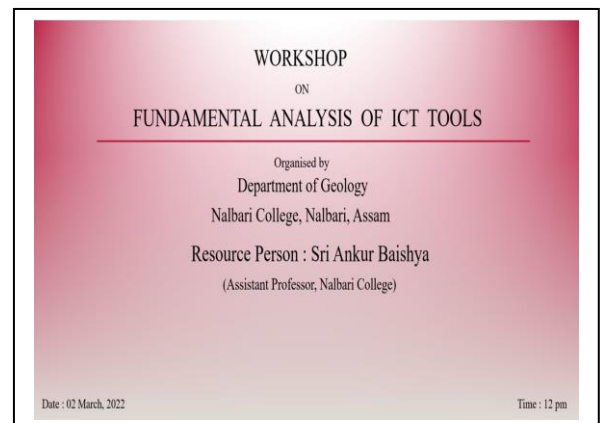 WORKSHOP
ON
FUNDAMENTAL ANALYSIS OF ICT TOOLS
Organised by
Department of Geology
Nalbari College, Nalbari, Assam
Resource Person : Sri Ankur Baishya
(Assistant Professor, Nalbari College)
Date : 02 March, 2022 Time : 12 pm